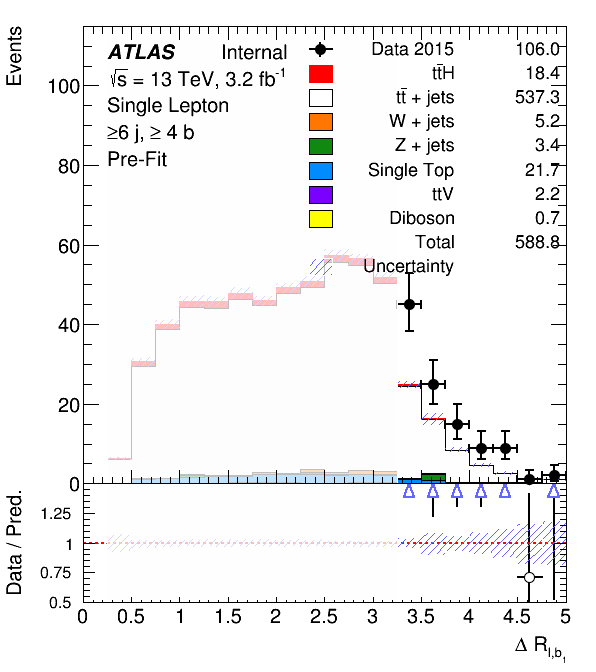 Events
ATLAS Internal
√s = 13 TeV, 3.2 fb⁻¹
Single Lepton
≥6 j, ≥ 4 b
Pre-Fit
Data 2015 106.0
tt̄H 18.4
tt̄ + jets 537.3
W + jets 5.2
Z + jets 3.4
Single Top 21.7
ttV 2.2
Diboson 0.7
Total 588.8
Uncertainty
100
80
60
40
20
0
Data / Pred.
1.25
1
0.75
0.5
0 0.5 1 1.5 2 2.5 3 3.5 4 4.5 5
Δ R l,b₁